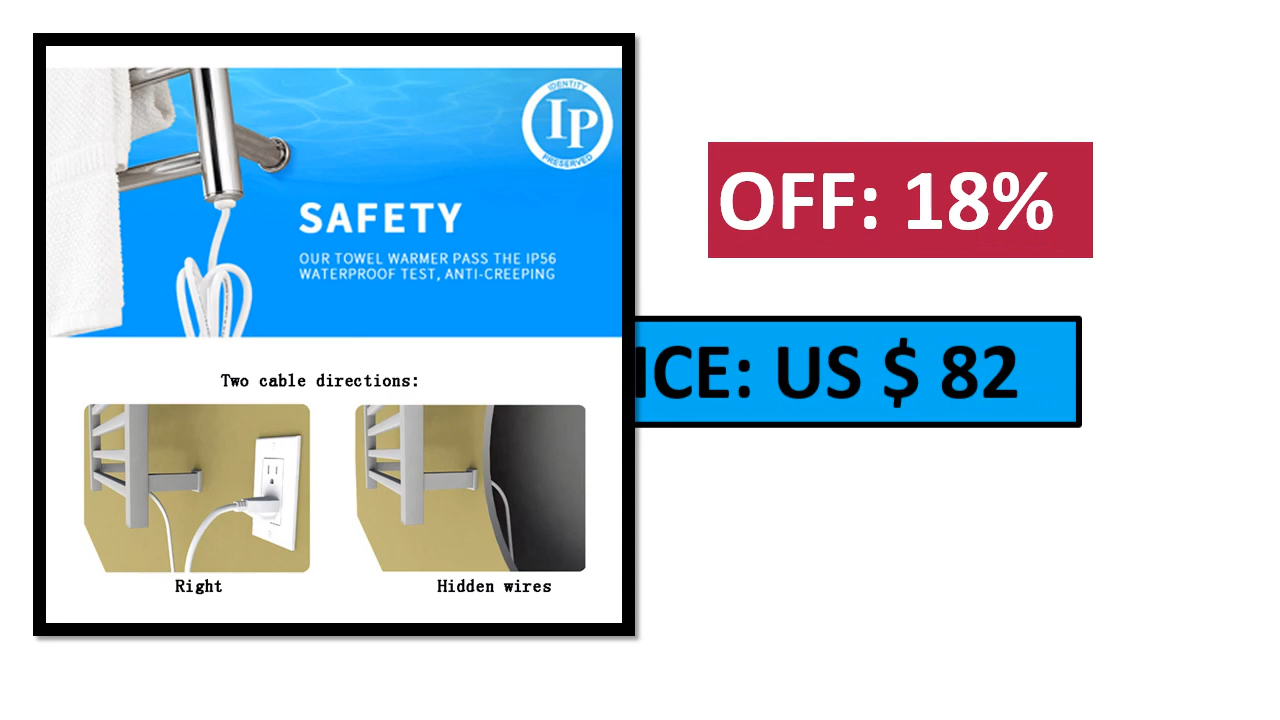 IDENTITY
IP
PRESERVED
SAFETY
OUR TOWEL WARMER PASS THE IP56
WATERPROOF TEST, ANTI-CREEPING
Two cable directions:
Right
Hidden wires
OFF: 18%
ICE: US $ 82